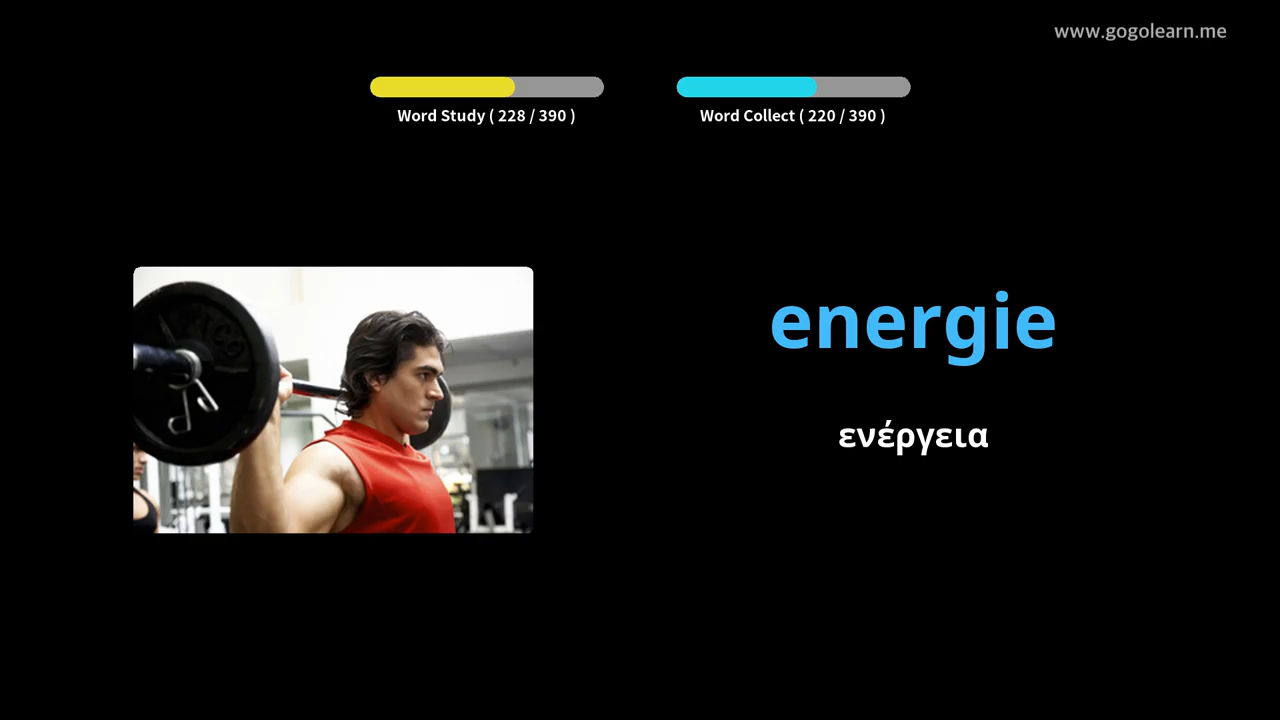 www.gogolearn.me
Word Study ( 228 / 390 )
Word Collect ( 220 / 390 )
energie
ενέργεια